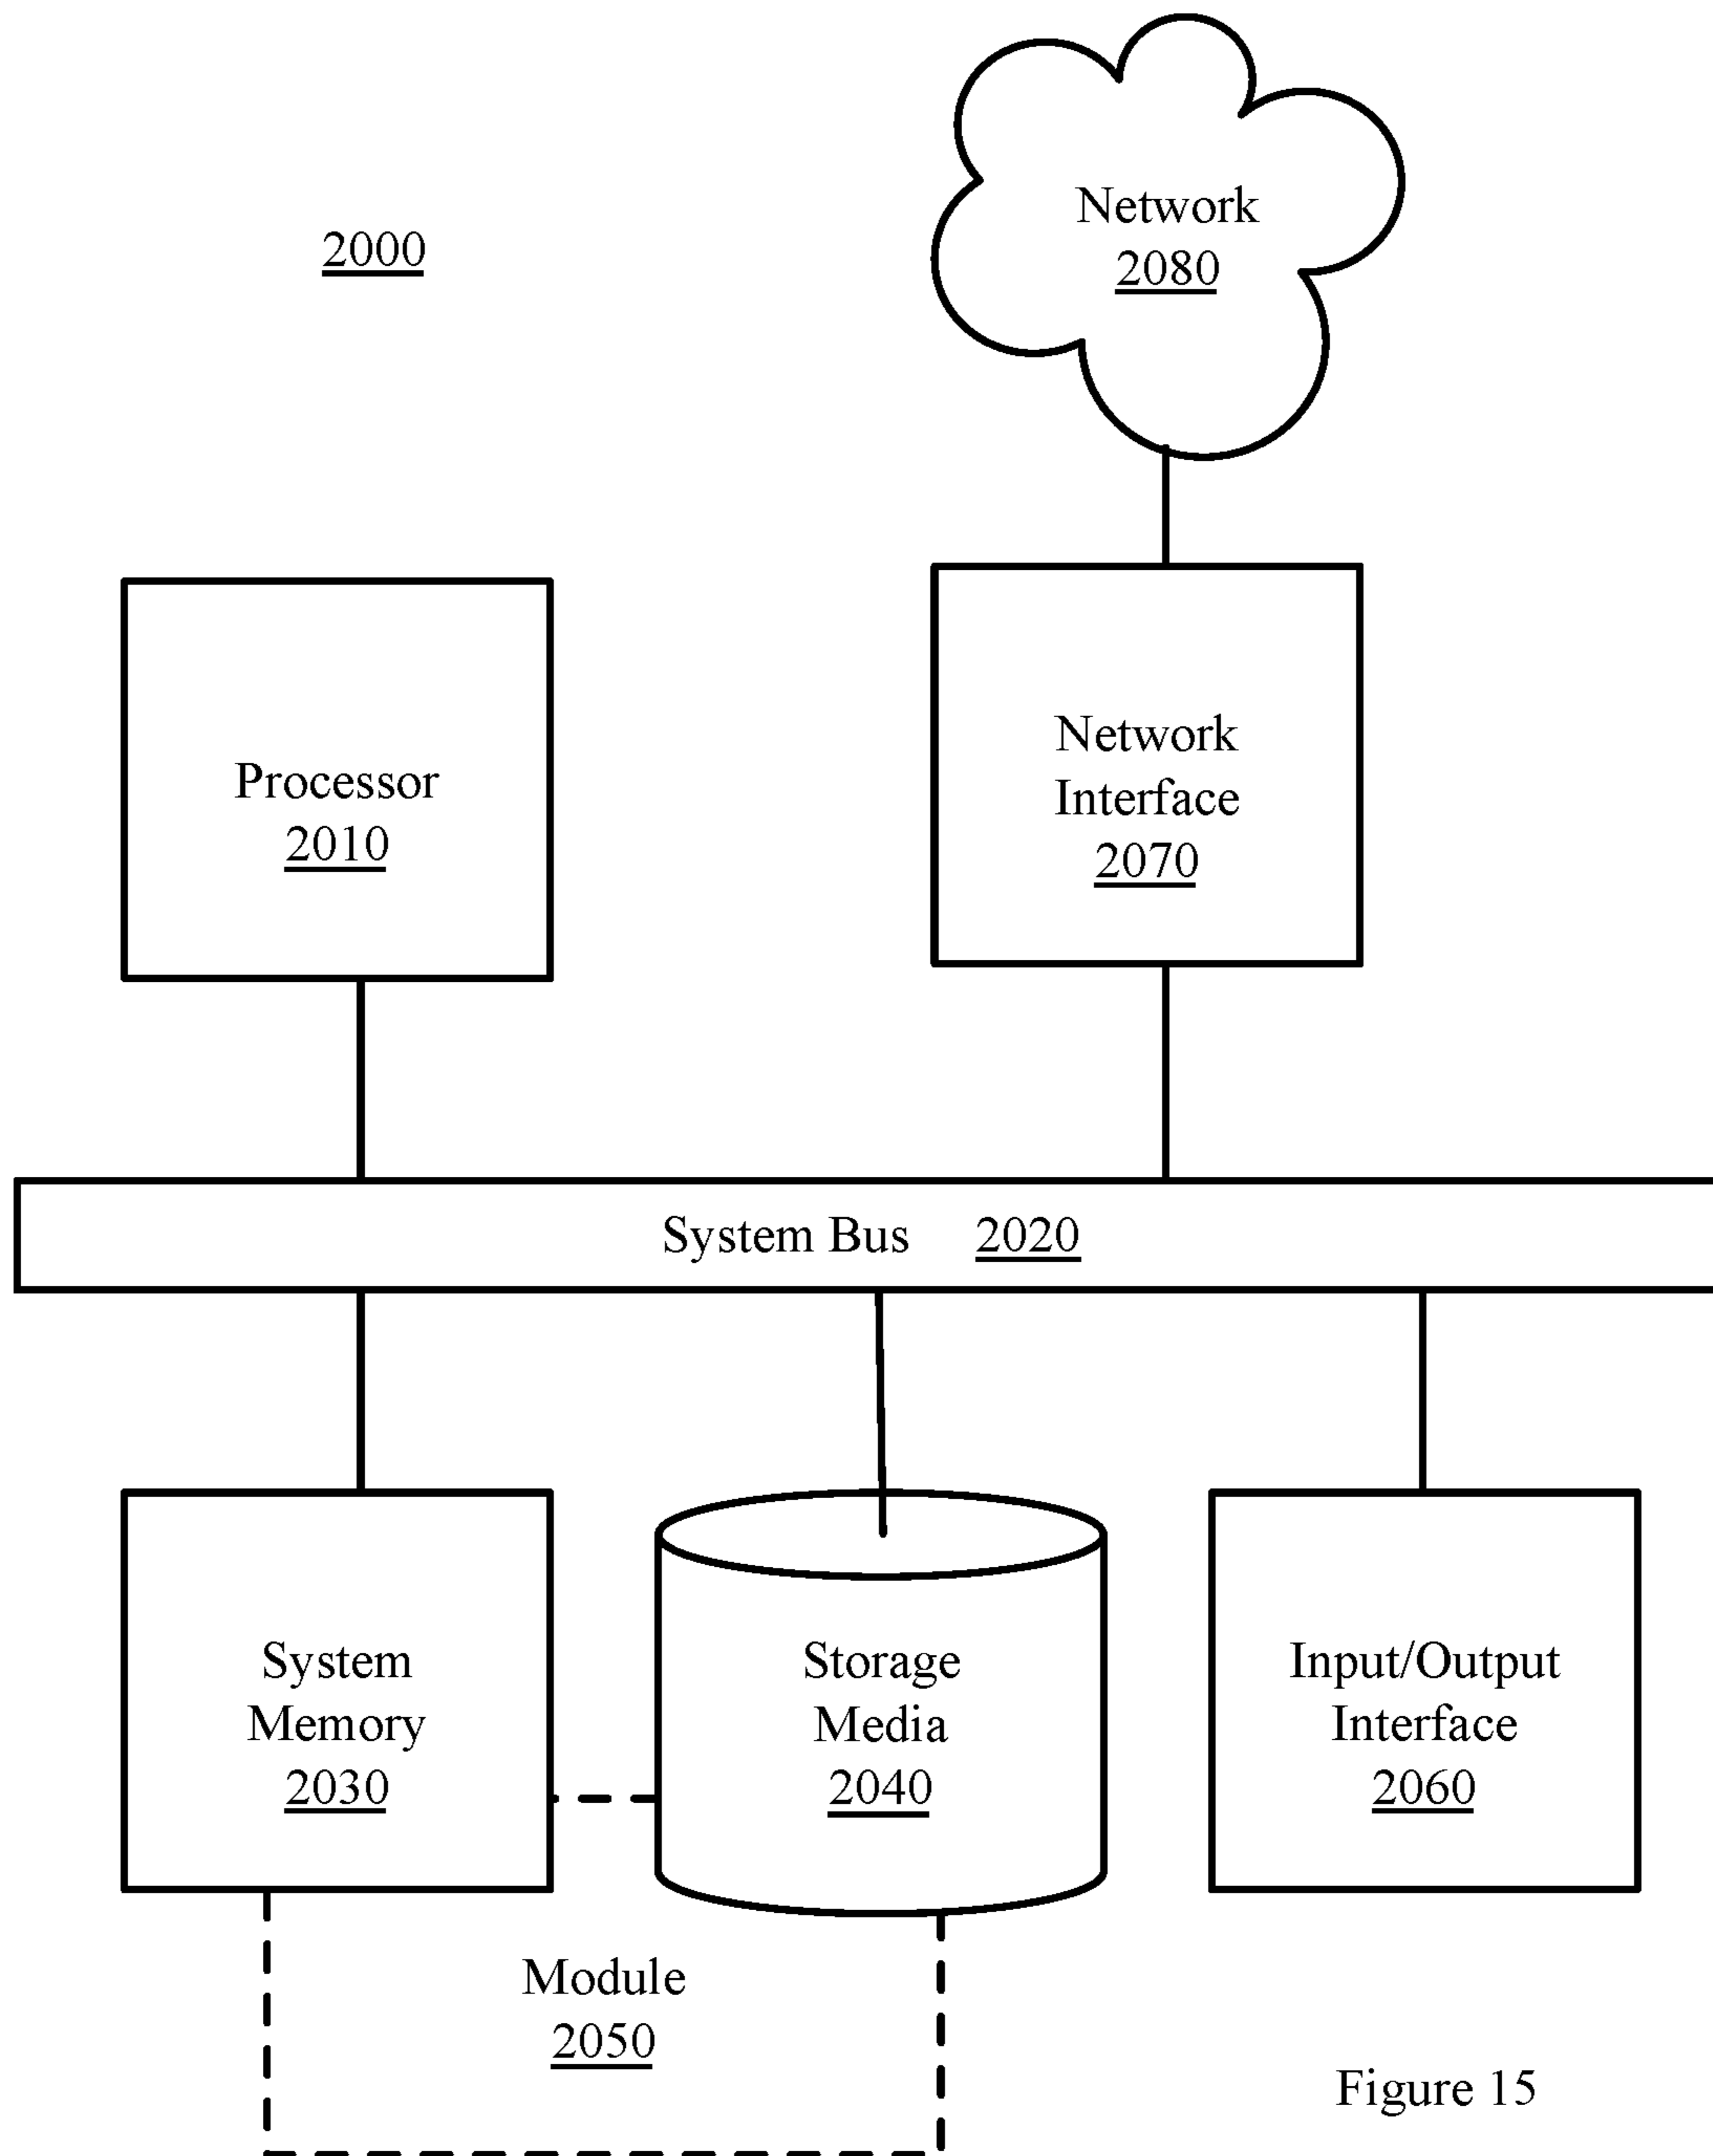 2000
Network
2080
Processor
2010
Network
Interface
2070
System Bus 2020
System
Memory
2030
Storage
Media
2040
Input/Output
Interface
2060
Module
2050
Figure 15